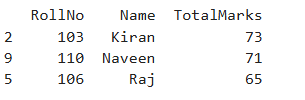 RollNo Name TotalMarks
2 103 Kiran 73
9 110 Naveen 71
5 106 Raj 65